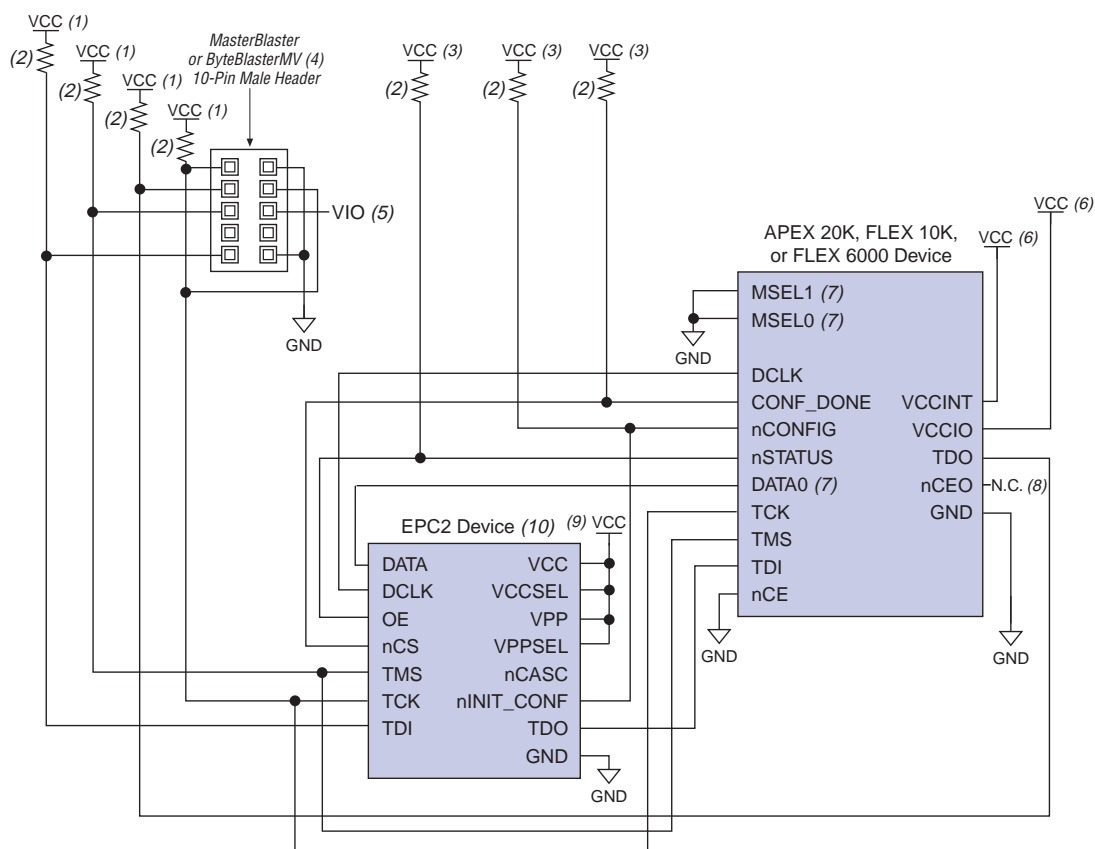 VCC (1)
(2)
VCC (1)
(2)
VCC (1)
(2)
VCC (1)
(2)
MasterBlaster
or ByteBlasterMV (4)
10-Pin Male Header
VCC (3)
(2)
VCC (3)
(2)
VCC (3)
(2)
VIO (5)
GND
VCC (6)
VCC (6)
APEX 20K, FLEX 10K,
or FLEX 6000 Device
MSEL1 (7)
MSEL0 (7)
GND
DCLK
CONF_DONE
nCONFIG
nSTATUS
DATA0 (7)
TCK
TMS
TDI
nCE
GND
VCCINT
VCCIO
TDO
nCEO
N.C. (8)
GND
GND
EPC2 Device (10)
(9) VCC
DATA
DCLK
OE
nCS
TMS
TCK
TDI
VCC
VCCSEL
VPP
VPPSEL
nCASC
nINIT_CONF
TDO
GND
GND